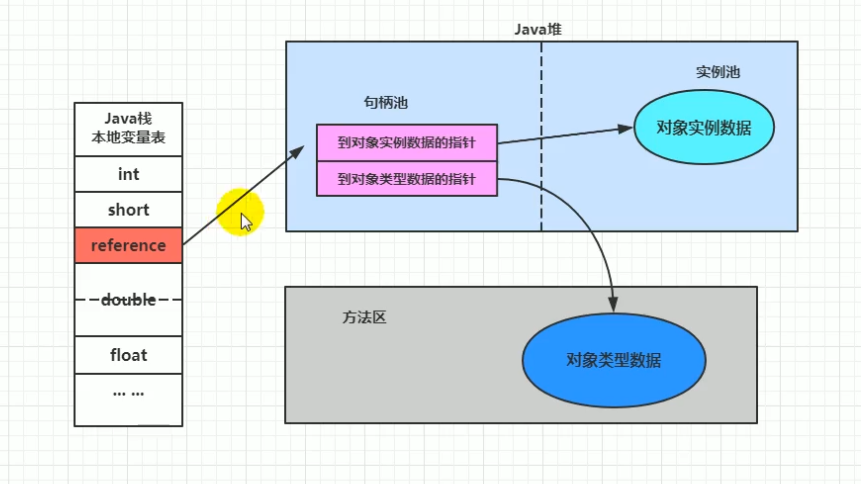 Java堆
实例池
句柄池
Java栈
本地变量表
int
short
reference
double
float
... ...
到对象实例数据的指针
到对象类型数据的指针
对象实例数据
方法区
对象类型数据